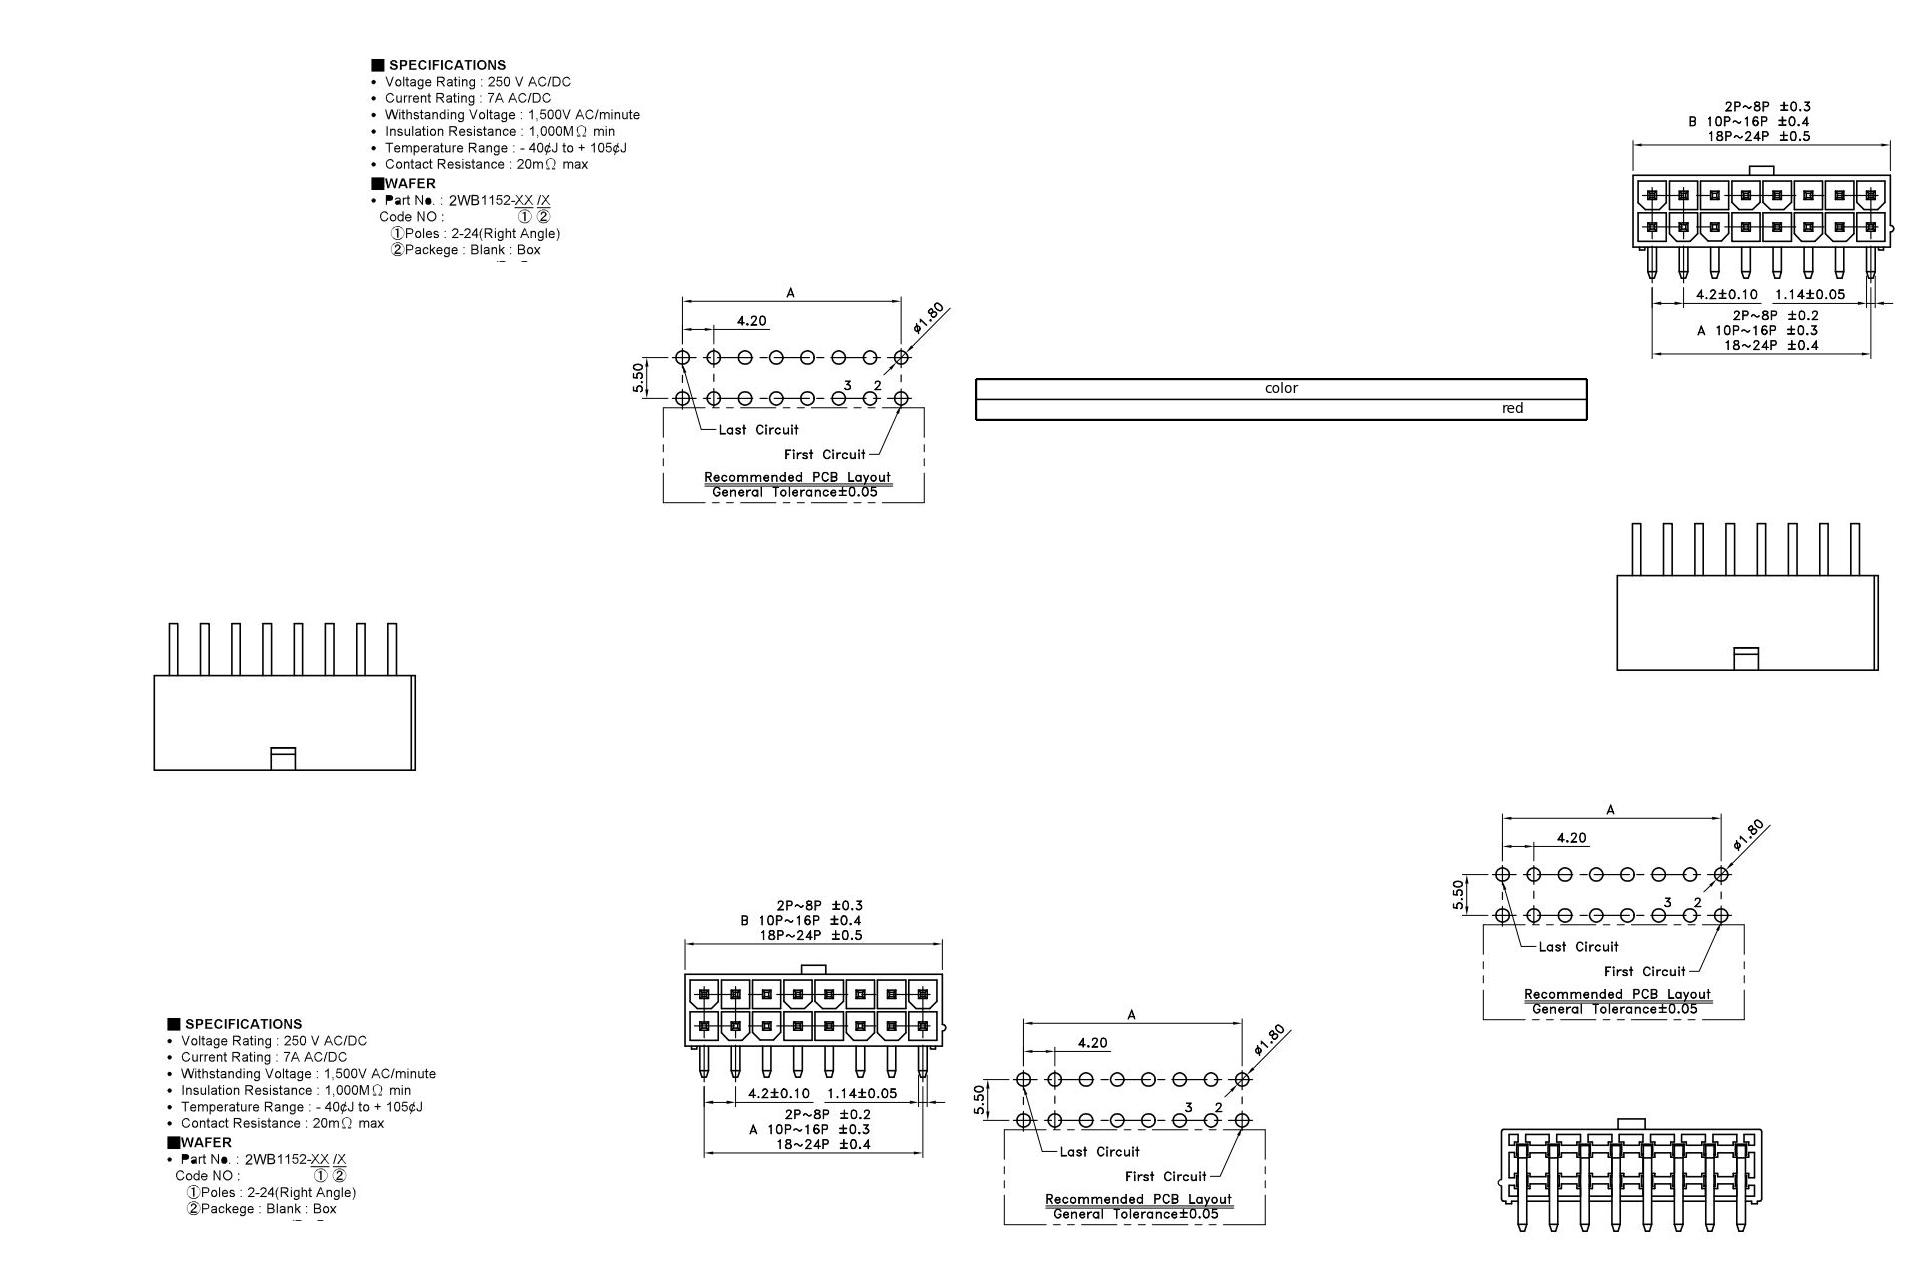 ■ SPECIFICATIONS
• Voltage Rating : 250 V AC/DC
• Current Rating : 7A AC/DC
• Withstanding Voltage : 1,500V AC/minute
• Insulation Resistance : 1,000MΩ min
• Temperature Range : - 40¢J to + 105¢J
• Contact Resistance : 20mΩ max
■WAFER
• Part No. : 2WB1152-XX /X
Code NO : ① ②
①Poles : 2-24(Right Angle)
②Packege : Blank : Box
2P~8P ±0.3
B 10P~16P ±0.4
18P~24P ±0.5
4.2±0.10 1.14±0.05
2P~8P ±0.2
A 10P~16P ±0.3
18~24P ±0.4
A
4.20
ø1.80
5.50
3 2
Last Circuit
First Circuit
Recommended PCB Layout
General Tolerance±0.05
color
red
A
4.20
ø1.80
5.50
3 2
Last Circuit
First Circuit
Recommended PCB Layout
General Tolerance±0.05
2P~8P ±0.3
B 10P~16P ±0.4
18P~24P ±0.5
4.2±0.10 1.14±0.05
2P~8P ±0.2
A 10P~16P ±0.3
18~24P ±0.4
A
4.20
ø1.80
5.50
3 2
Last Circuit
First Circuit
Recommended PCB Layout
General Tolerance±0.05
■ SPECIFICATIONS
• Voltage Rating : 250 V AC/DC
• Current Rating : 7A AC/DC
• Withstanding Voltage : 1,500V AC/minute
• Insulation Resistance : 1,000MΩ min
• Temperature Range : - 40¢J to + 105¢J
• Contact Resistance : 20mΩ max
■WAFER
• Part No. : 2WB1152-XX /X
Code NO : ① ②
①Poles : 2-24(Right Angle)
②Packege : Blank : Box